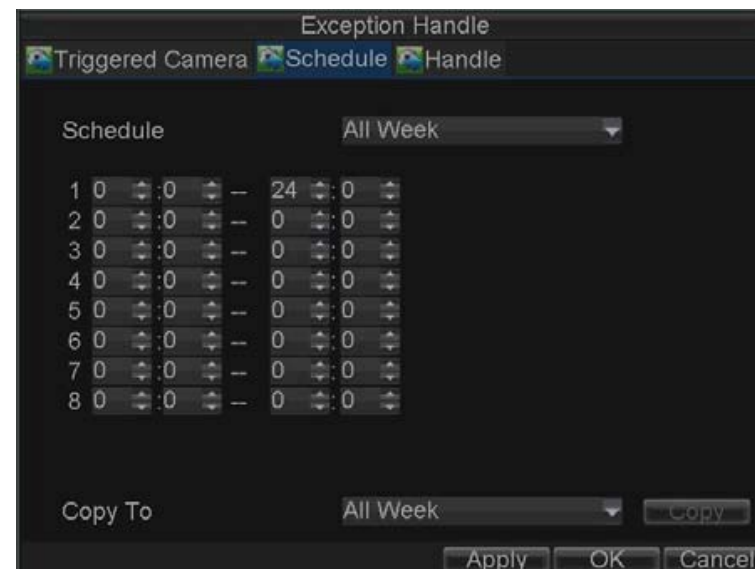 Exception Handle
Triggered Camera Schedule Handle
Schedule All Week
1 0 :0 -- 24 :0
2 0 :0 -- 0 :0
3 0 :0 -- 0 :0
4 0 :0 -- 0 :0
5 0 :0 -- 0 :0
6 0 :0 -- 0 :0
7 0 :0 -- 0 :0
8 0 :0 -- 0 :0
Copy To All Week Copy
Apply OK Cancel